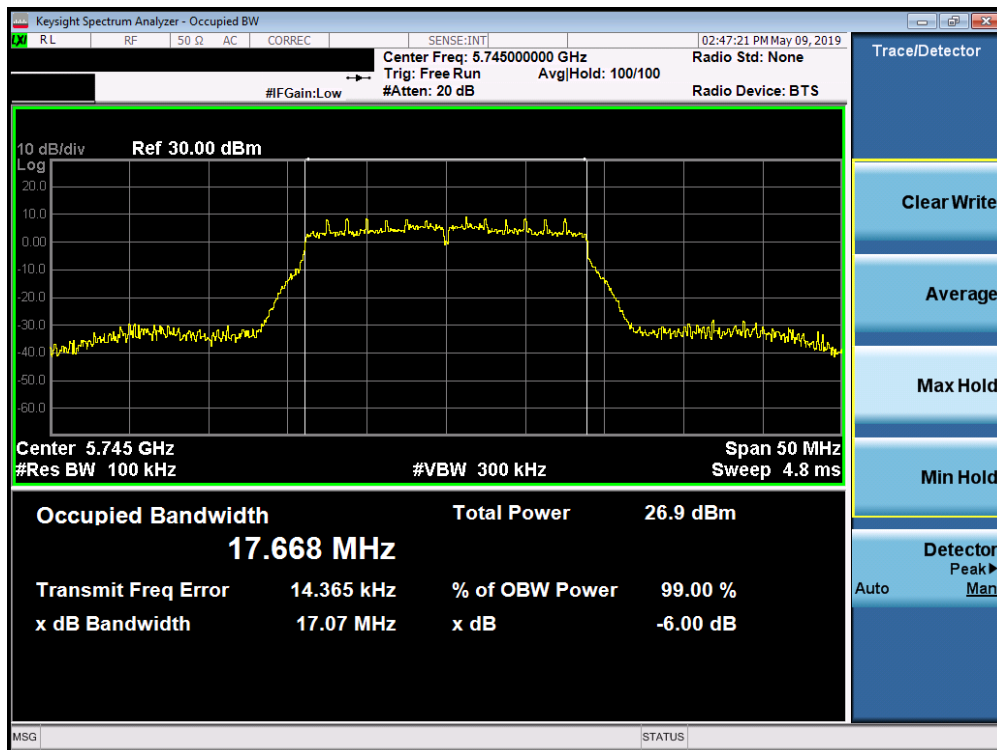 Keysight Spectrum Analyzer - Occupied BW
LXI RL RF 50 Ω AC CORREC SENSE:INT 02:47:21 PM May 09, 2019
Center Freq: 5.745000000 GHz Radio Std: None
Trig: Free Run Avg|Hold: 100/100
#IFGain:Low #Atten: 20 dB Radio Device: BTS
10 dB/div Ref 30.00 dBm
Log
20.0
10.0
0.00
-10.0
-20.0
-30.0
-40.0
-50.0
-60.0
Center 5.745 GHz Span 50 MHz
#Res BW 100 kHz #VBW 300 kHz Sweep 4.8 ms
Occupied Bandwidth Total Power 26.9 dBm
17.668 MHz
Transmit Freq Error 14.365 kHz % of OBW Power 99.00 %
x dB Bandwidth 17.07 MHz x dB -6.00 dB
MSG STATUS
Trace/Detector
Clear Write
Average
Max Hold
Min Hold
Detector
Peak▶
Auto Man